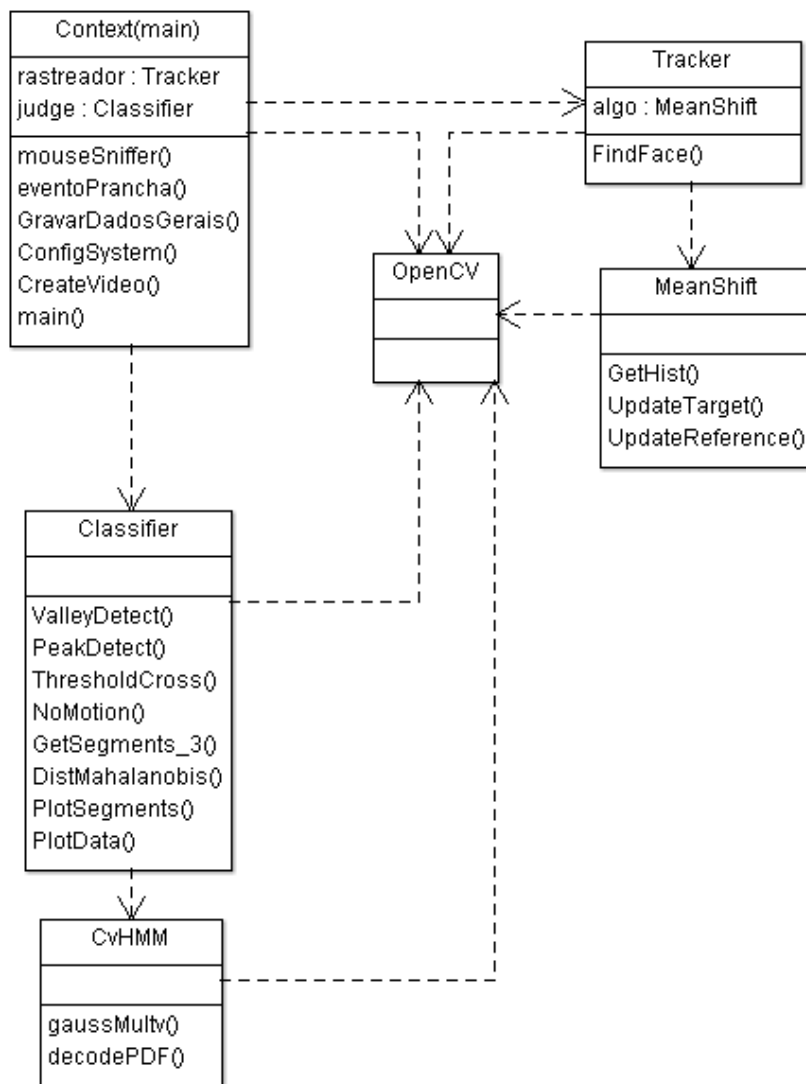 Context(main)
rastreador : Tracker
judge : Classifier
mouseSniffer()
eventoPrancha()
GravarDadosGerais()
ConfigSystem()
CreateVideo()
main()
Tracker
algo : MeanShift
FindFace()
OpenCV
MeanShift
GetHist()
UpdateTarget()
UpdateReference()
Classifier
ValleyDetect()
PeakDetect()
ThresholdCross()
NoMotion()
GetSegments_3()
DistMahalanobis()
PlotSegments()
PlotData()
CvHMM
gaussMultv()
decodePDF()